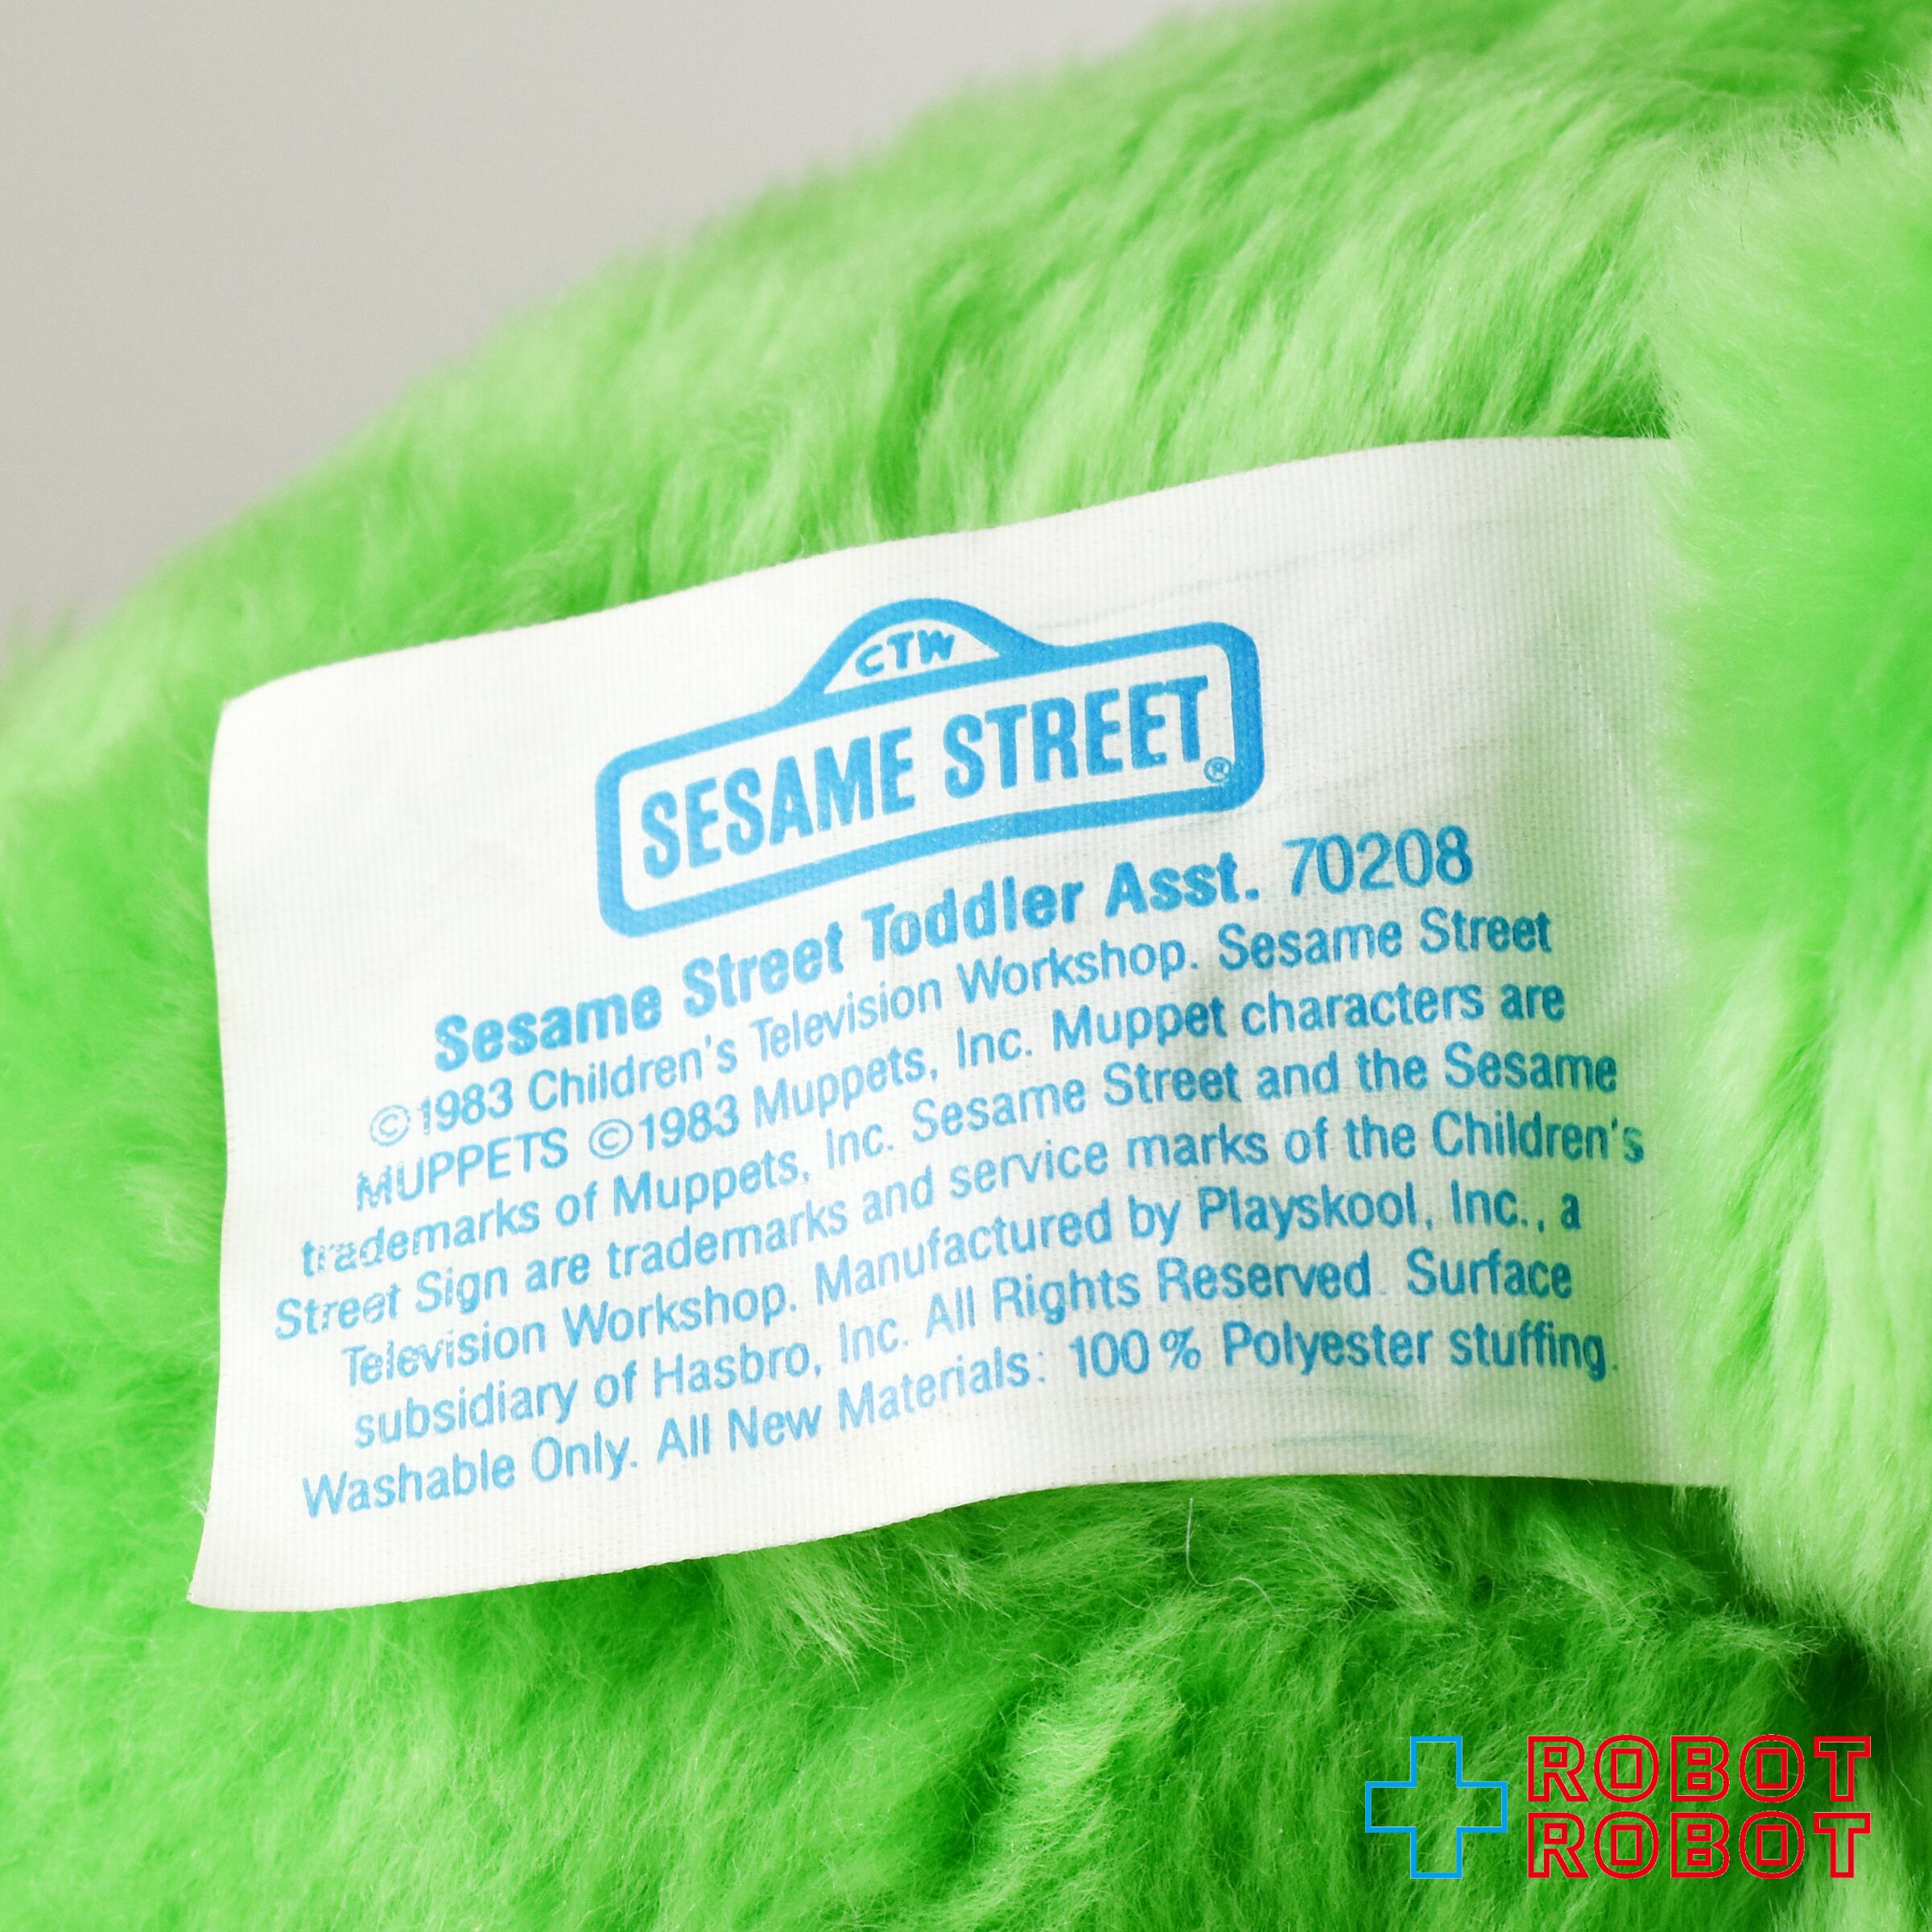 CTW
SESAME STREET®
Sesame Street Toddler Asst. 70208
©1983 Children's Television Workshop. Sesame Street
MUPPETS ©1983 Muppets, Inc. Muppet characters are
trademarks of Muppets, Inc. Sesame Street and the Sesame
Street Sign are trademarks and service marks of the Children's
Television Workshop. Manufactured by Playskool, Inc., a
subsidiary of Hasbro, Inc. All Rights Reserved. Surface
Washable Only. All New Materials: 100% Polyester stuffing.
ROBOT
ROBOT